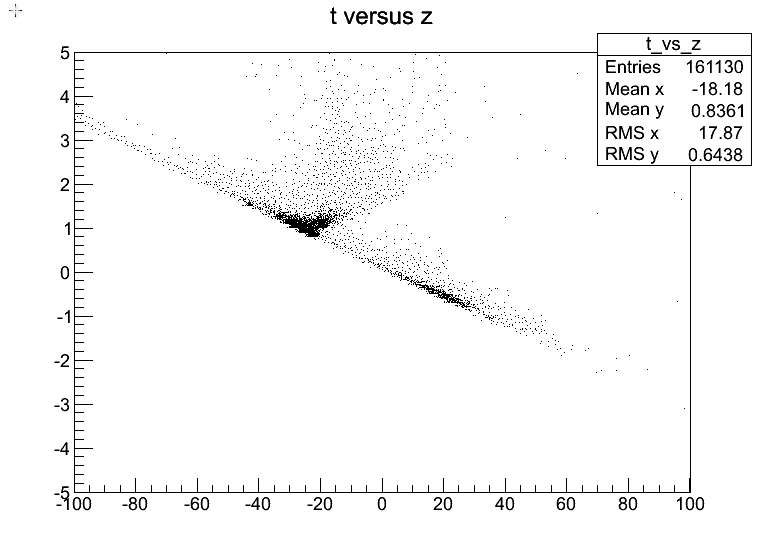 t versus z
t_vs_z
Entries 161130
Mean x -18.18
Mean y 0.8361
RMS x 17.87
RMS y 0.6438
5
4
3
2
1
0
-1
-2
-3
-4
-5
-100 -80 -60 -40 -20 0 20 40 60 80 100